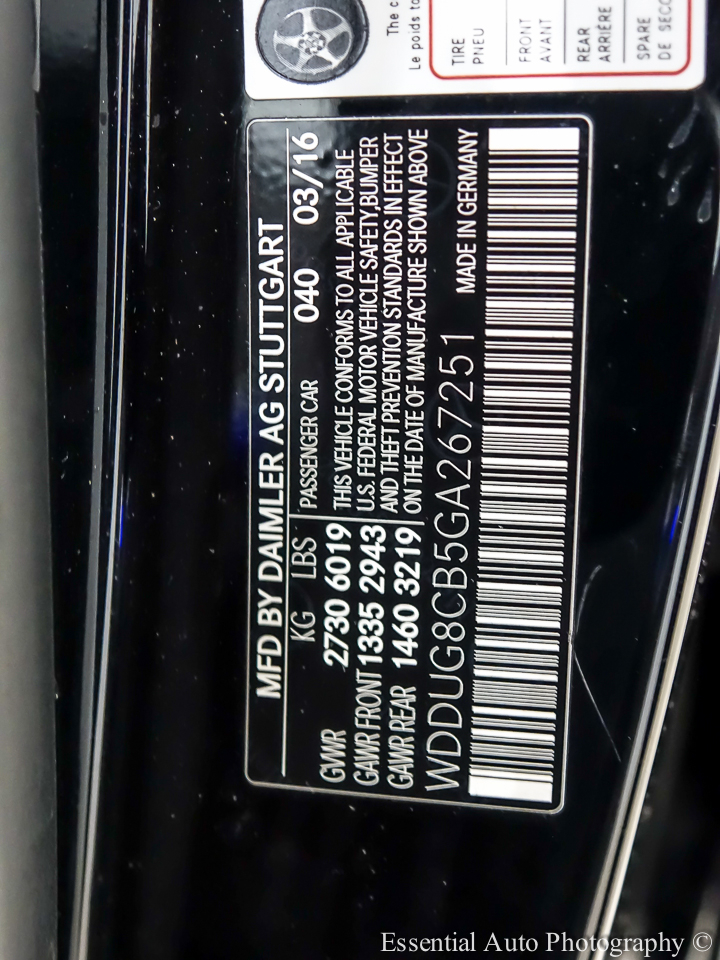 The c
Le poids to
TIRE
PNEU
FRONT
AVANT
REAR
ARRIÈRE
SPARE
DE SECO
MFD BY DAIMLER AG STUTTGART
KG LBS PASSENGER CAR 040 03/16
GVWR 2730 6019 THIS VEHICLE CONFORMS TO ALL APPLICABLE
GAWR FRONT 1335 2943 U.S. FEDERAL MOTOR VEHICLE SAFETY,BUMPER
GAWR REAR 1460 3219 AND THEFT PREVENTION STANDARDS IN EFFECT
ON THE DATE OF MANUFACTURE SHOWN ABOVE
WDDUG8CB5GA267251
MADE IN GERMANY
Essential Auto Photography ©